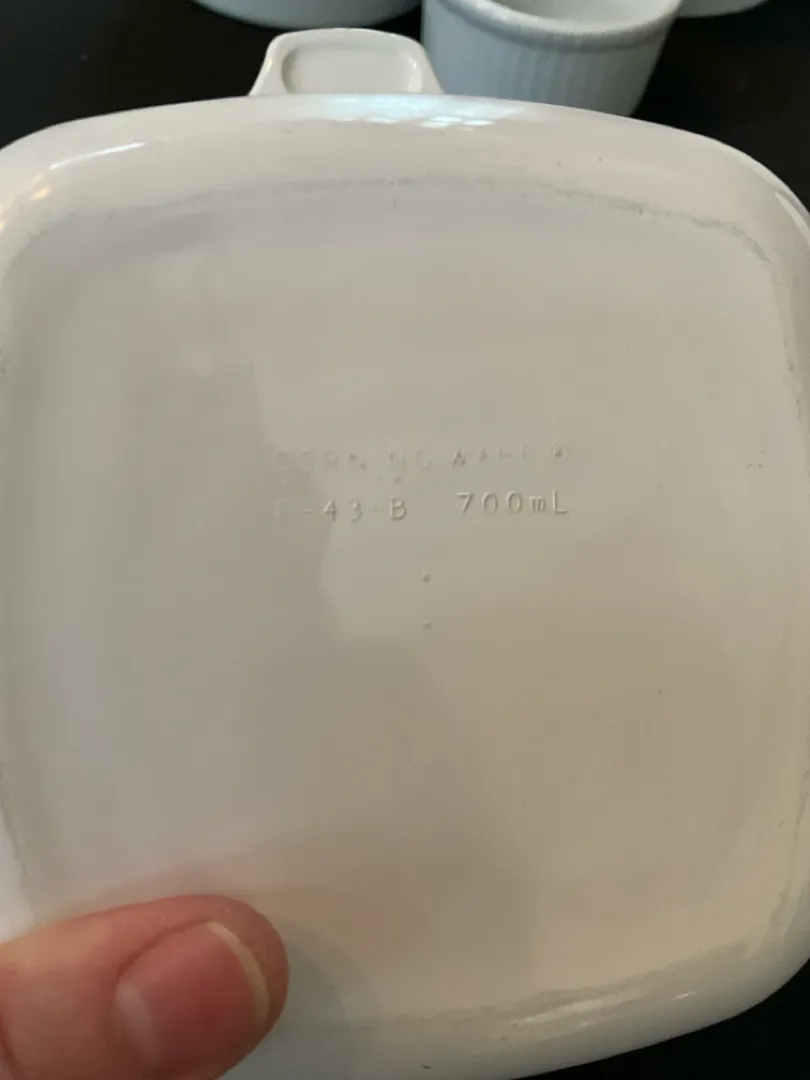 CORNING WARE®
P-43-B 700mL